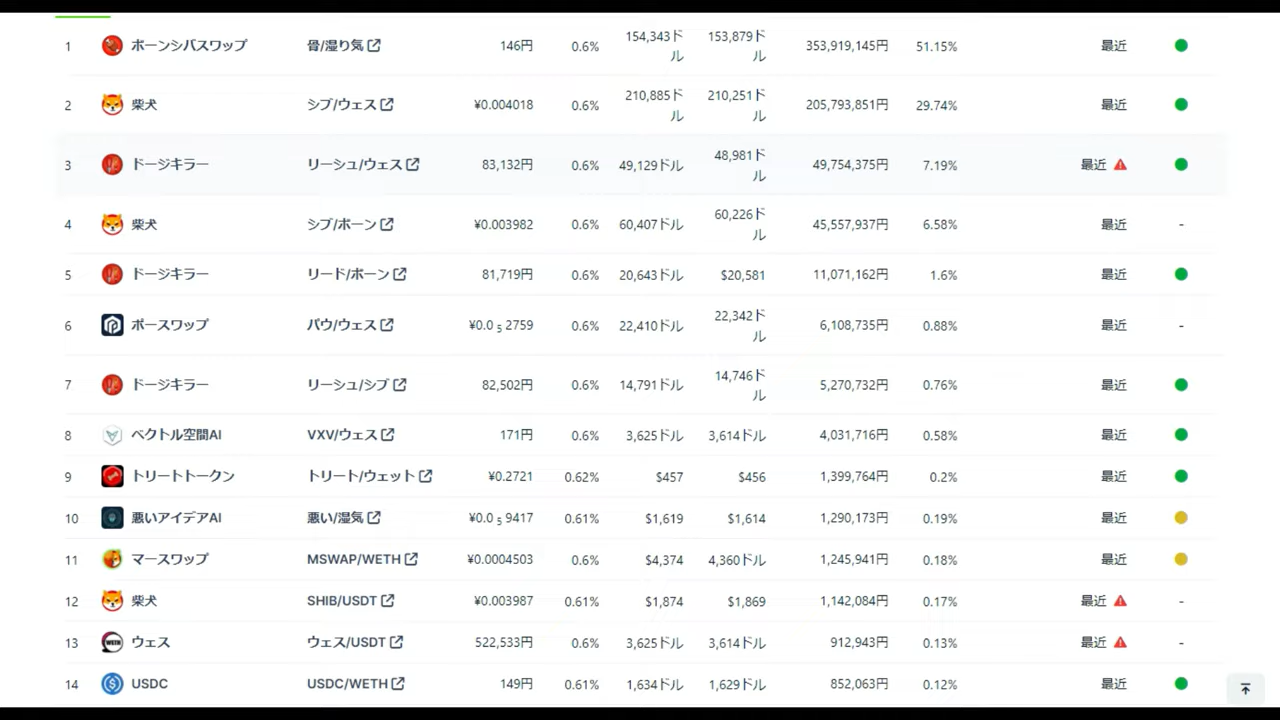 1 ボーンシバスワップ 骨/湿り気 146円 0.6% 154,343ドル 153,879ドル 353,919,145円 51.15% 最近
2 柴犬 シブ/ウェス ¥0.004018 0.6% 210,885ドル 210,251ドル 205,793,851円 29.74% 最近
3 ドージキラー リーシュ/ウェス 83,132円 0.6% 49,129ドル 48,981ドル 49,754,375円 7.19% 最近
4 柴犬 シブ/ボーン ¥0.003982 0.6% 60,407ドル 60,226ドル 45,557,937円 6.58% 最近 -
5 ドージキラー リード/ボーン 81,719円 0.6% 20,643ドル $20,581 11,071,162円 1.6% 最近
6 ポースワップ パウ/ウェス ¥0.0₅2759 0.6% 22,410ドル 22,342ドル 6,108,735円 0.88% 最近 -
7 ドージキラー リーシュ/シブ 82,502円 0.6% 14,791ドル 14,746ドル 5,270,732円 0.76% 最近
8 ベクトル空間AI VXV/ウェス 171円 0.6% 3,625ドル 3,614ドル 4,031,716円 0.58% 最近
9 トリートトークン トリート/ウェット ¥0.2721 0.62% $457 $456 1,399,764円 0.2% 最近
10 悪いアイデアAI 悪い/湿気 ¥0.0₅9417 0.61% $1,619 $1,614 1,290,173円 0.19% 最近
11 マースワップ MSWAP/WETH ¥0.0004503 0.6% $4,374 4,360ドル 1,245,941円 0.18% 最近
12 柴犬 SHIB/USDT ¥0.003987 0.61% $1,874 $1,869 1,142,084円 0.17% 最近 -
13 WETH ウェス ウェス/USDT 522,533円 0.6% 3,625ドル 3,614ドル 912,943円 0.13% 最近 -
14 USDC USDC/WETH 149円 0.61% 1,634ドル 1,629ドル 852,063円 0.12% 最近